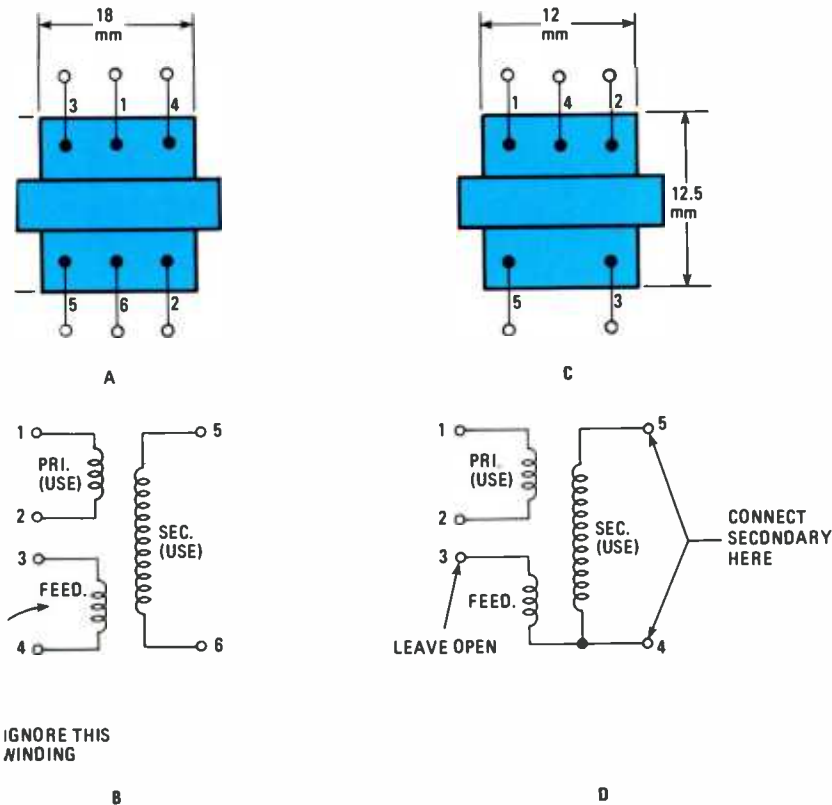 18
mm
3
1
4
5
6
2
A
12
mm
1
4
2
12.5
mm
5
3
C
1
PRI.
(USE)
2
3
FEED.
4
5
SEC.
(USE)
6
IGNORE THIS
WINDING
B
1
PRI.
(USE)
2
3
FEED.
LEAVE OPEN
5
SEC.
(USE)
4
CONNECT
SECONDARY
HERE
D